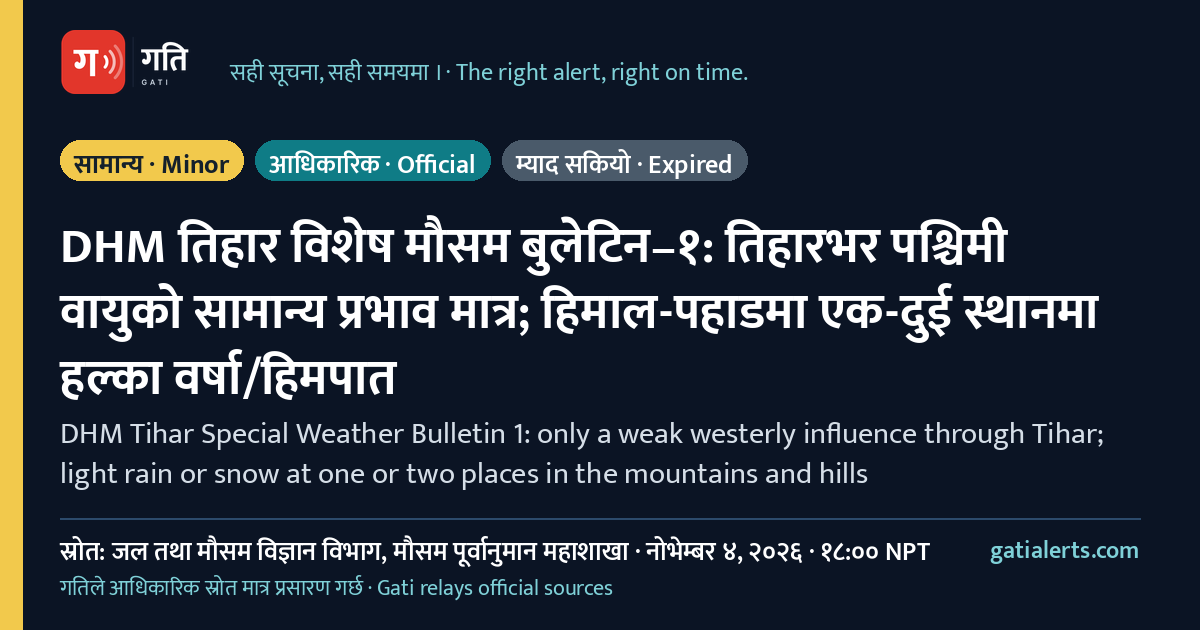 ग गति
GATI
सही सूचना, सही समयमा । · The right alert, right on time.
सामान्य · Minor
आधिकारिक · Official
म्याद सकियो · Expired
DHM तिहार विशेष मौसम बुलेटिन–१: तिहारभर पश्चिमी
वायुको सामान्य प्रभाव मात्र; हिमाल-पहाडमा एक-दुई स्थानमा
हल्का वर्षा/हिमपात
DHM Tihar Special Weather Bulletin 1: only a weak westerly influence through Tihar;
light rain or snow at one or two places in the mountains and hills
स्रोत: जल तथा मौसम विज्ञान विभाग, मौसम पूर्वानुमान महाशाखा · नोभेम्बर ४, २०२६ · १८:०० NPT
gatialerts.com
गतिले आधिकारिक स्रोत मात्र प्रसारण गर्छ · Gati relays official sources